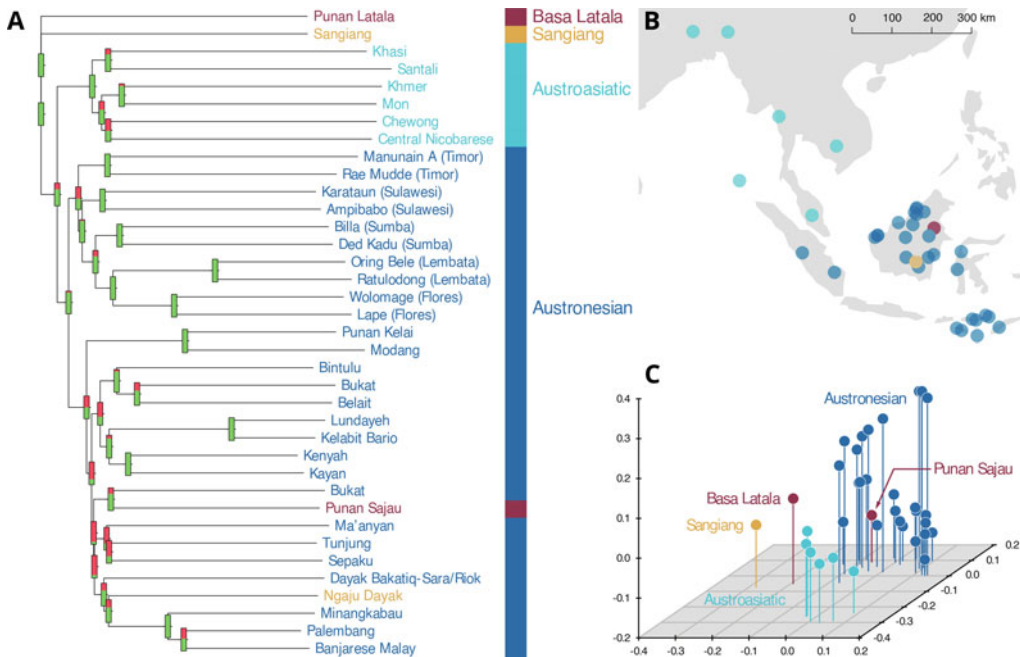 A
Punan Latala
Sangiang
Khasi
Santali
Khmer
Mon
Chewong
Central Nicobarese
Manunain A (Timor)
Rae Mudde (Timor)
Karataun (Sulawesi)
Ampibabo (Sulawesi)
Billa (Sumba)
Ded Kadu (Sumba)
Oring Bele (Lembata)
Ratulodong (Lembata)
Wolomage (Flores)
Lape (Flores)
Punan Kelai
Modang
Bintulu
Bukat
Belait
Lundayeh
Kelabit Bario
Kenyah
Kayan
Bukat
Punan Sajau
Ma'anyan
Tunjung
Sepaku
Dayak Bakatiq-Sara/Riok
Ngaju Dayak
Minangkabau
Palembang
Banjarese Malay
Basa Latala
Sangiang
Austroasiatic
Austronesian
B
0 100 200 300 km
C
0.4
0.3
0.2
0.1
0.0
-0.1
-0.2
Austronesian
Punan Sajau
Basa Latala
Sangiang
Austroasiatic
0.2
0.1
0.0
-0.1
-0.2
-0.3
-0.4
-0.4 -0.3 -0.2 -0.1 0.0 0.1 0.2